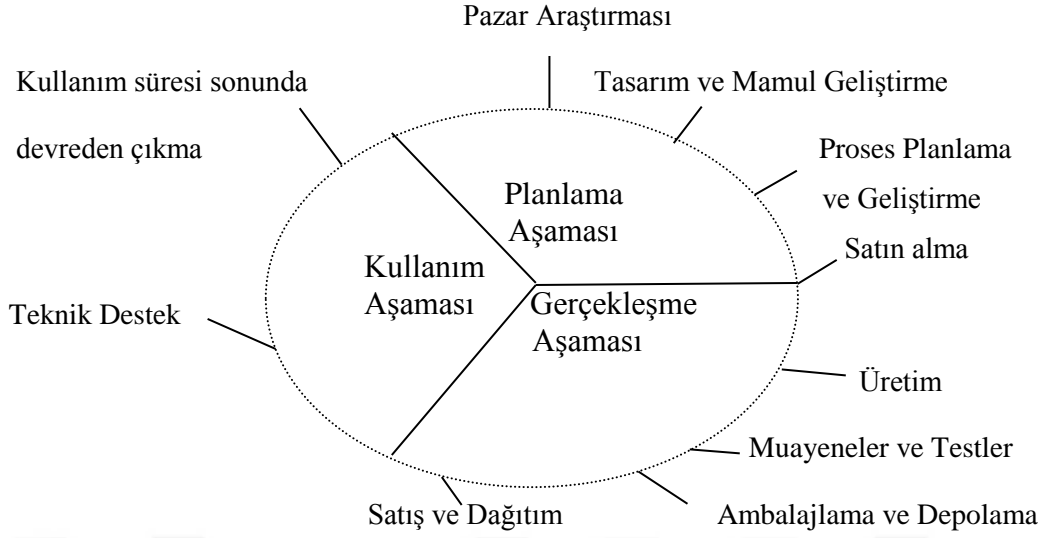 Pazar Araştırması
Kullanım süresi sonunda
devreden çıkma
Tasarım ve Mamul Geliştirme
Proses Planlama
ve Geliştirme
Satın alma
Planlama
Aşaması
Kullanım
Aşaması
Gerçekleşme
Aşaması
Teknik Destek
Üretim
Muayeneler ve Testler
Satış ve Dağıtım
Ambalajlama ve Depolama